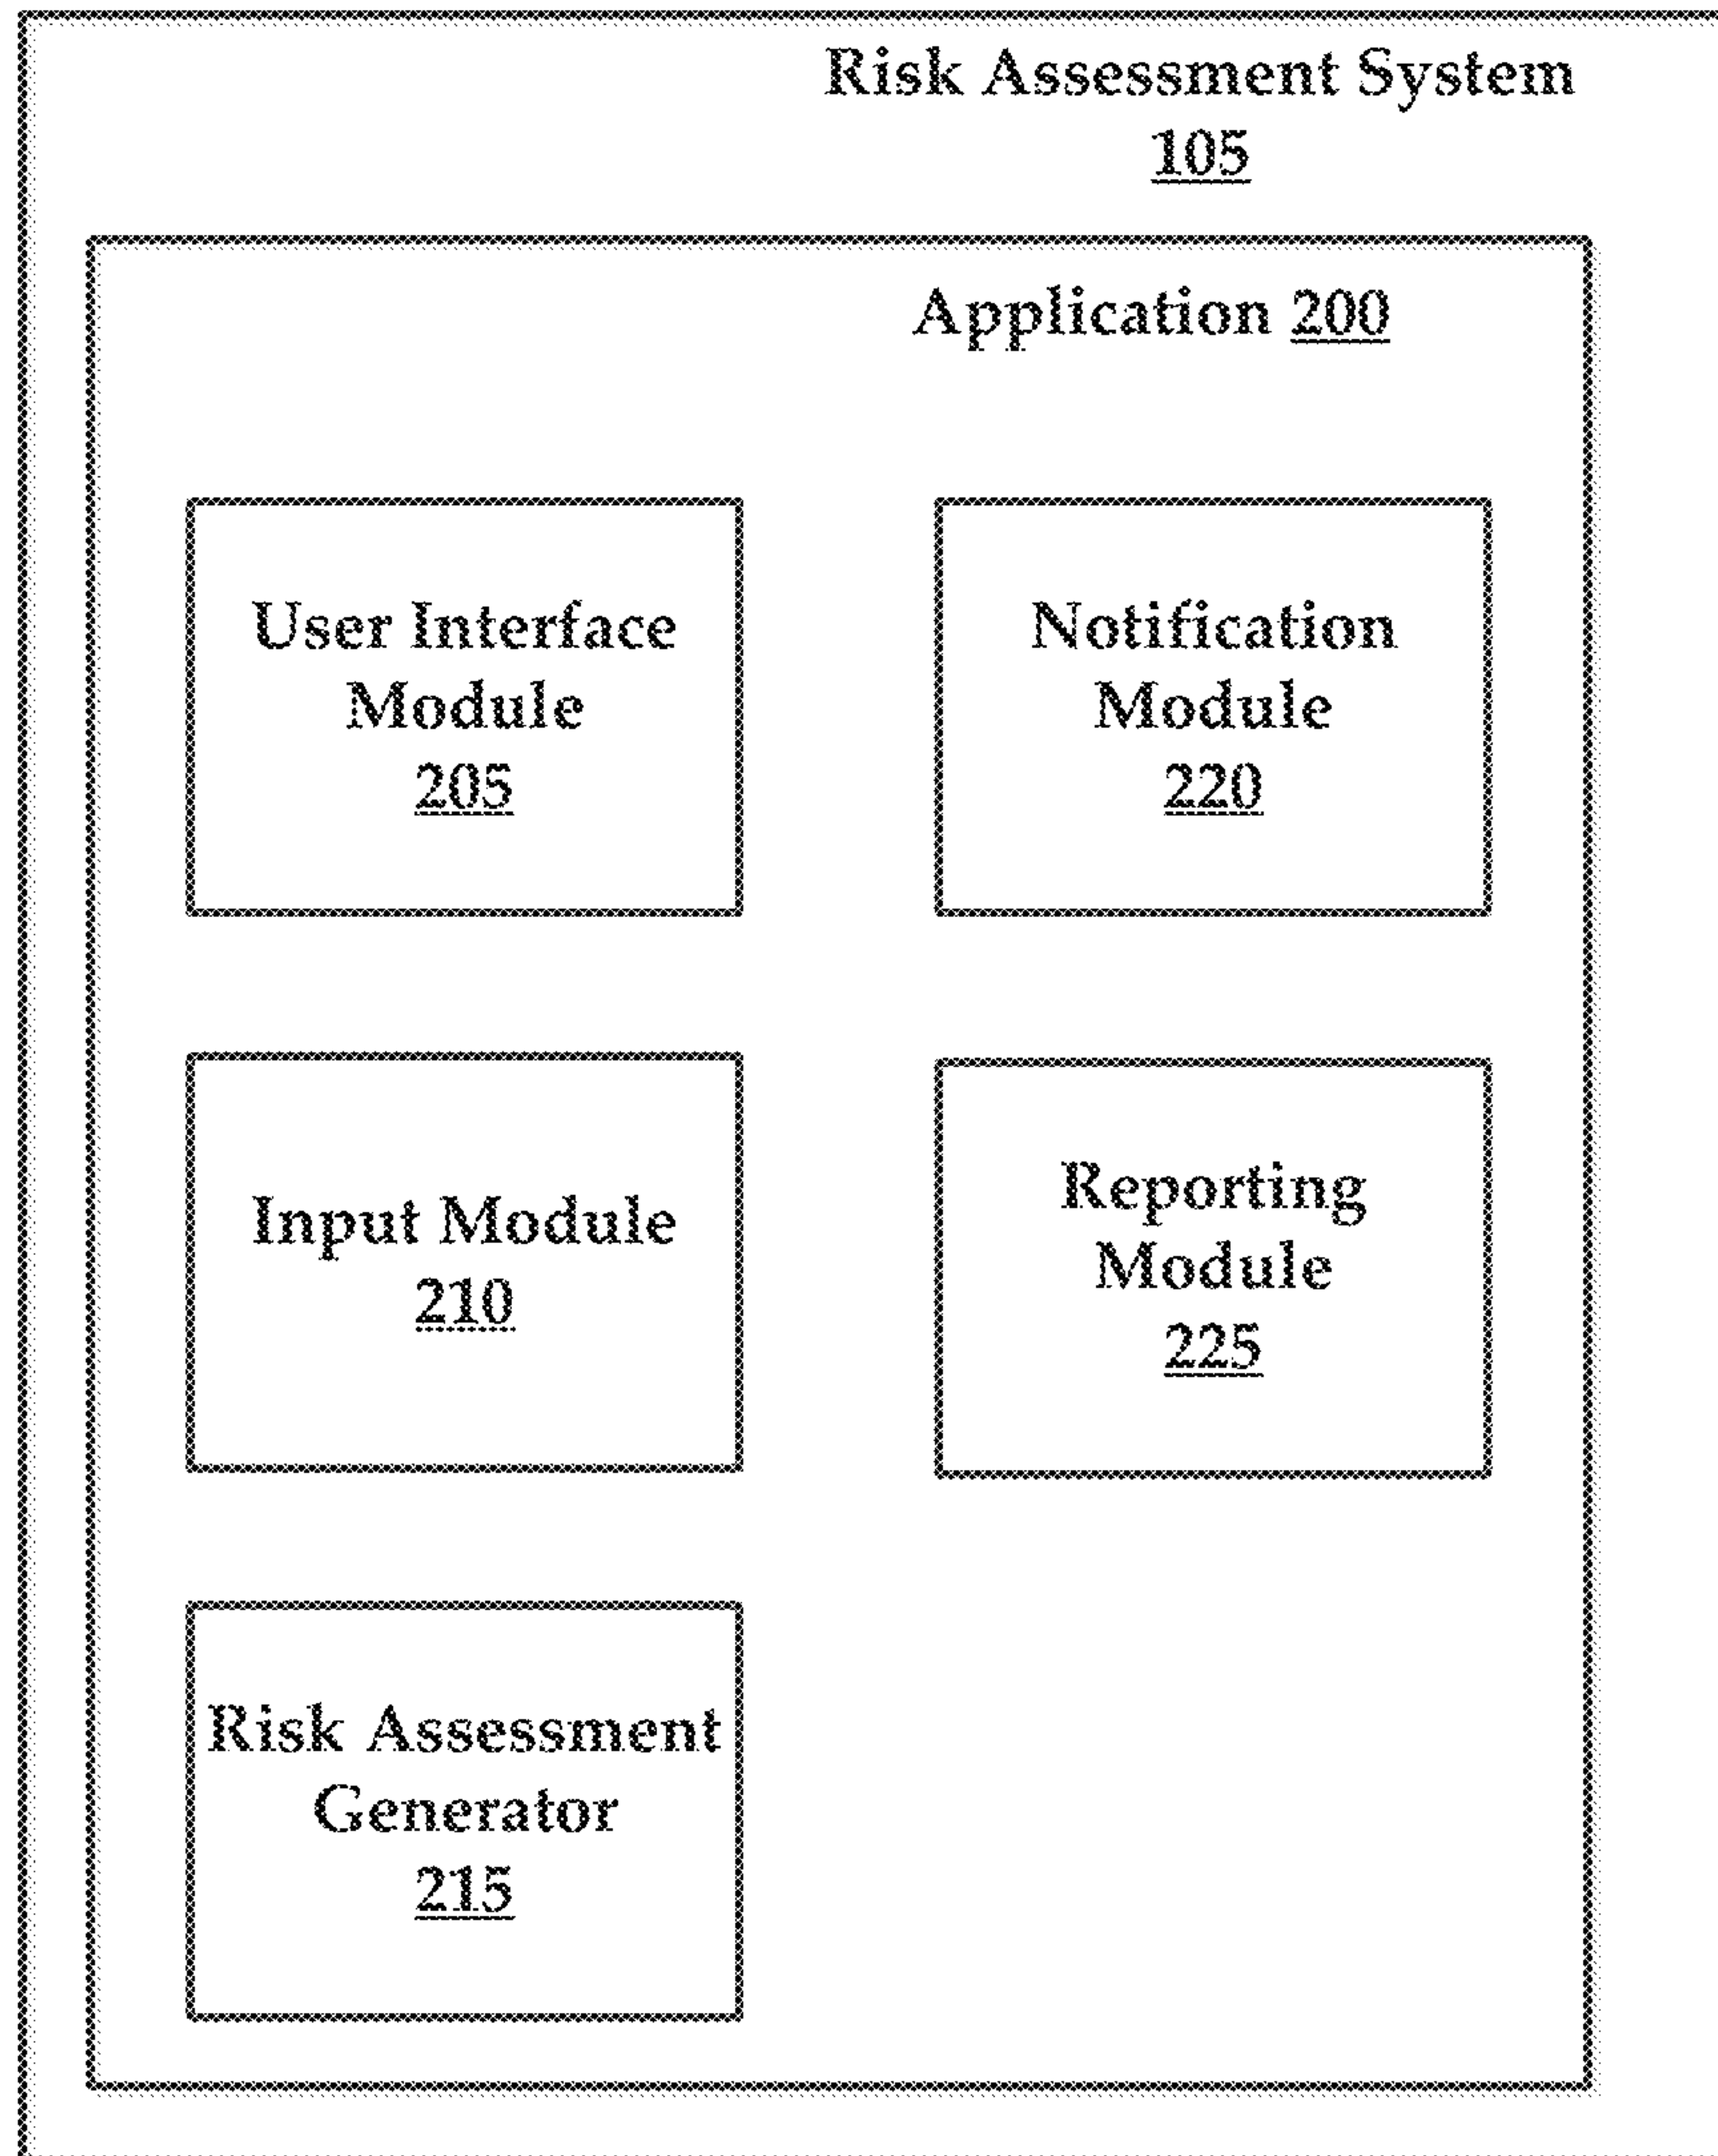 Risk Assessment System
105
Application 200
User Interface
Module
205
Notification
Module
220
Input Module
210
Reporting
Module
225
Risk Assessment
Generator
215